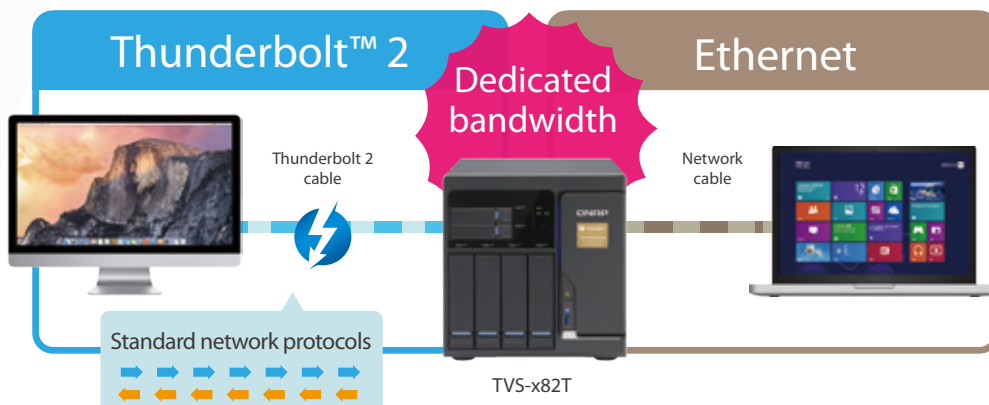 Thunderbolt™ 2
Dedicated
bandwidth
Ethernet
Thunderbolt 2
cable
Network
cable
QNAP
Standard network protocols
TVS-x82T